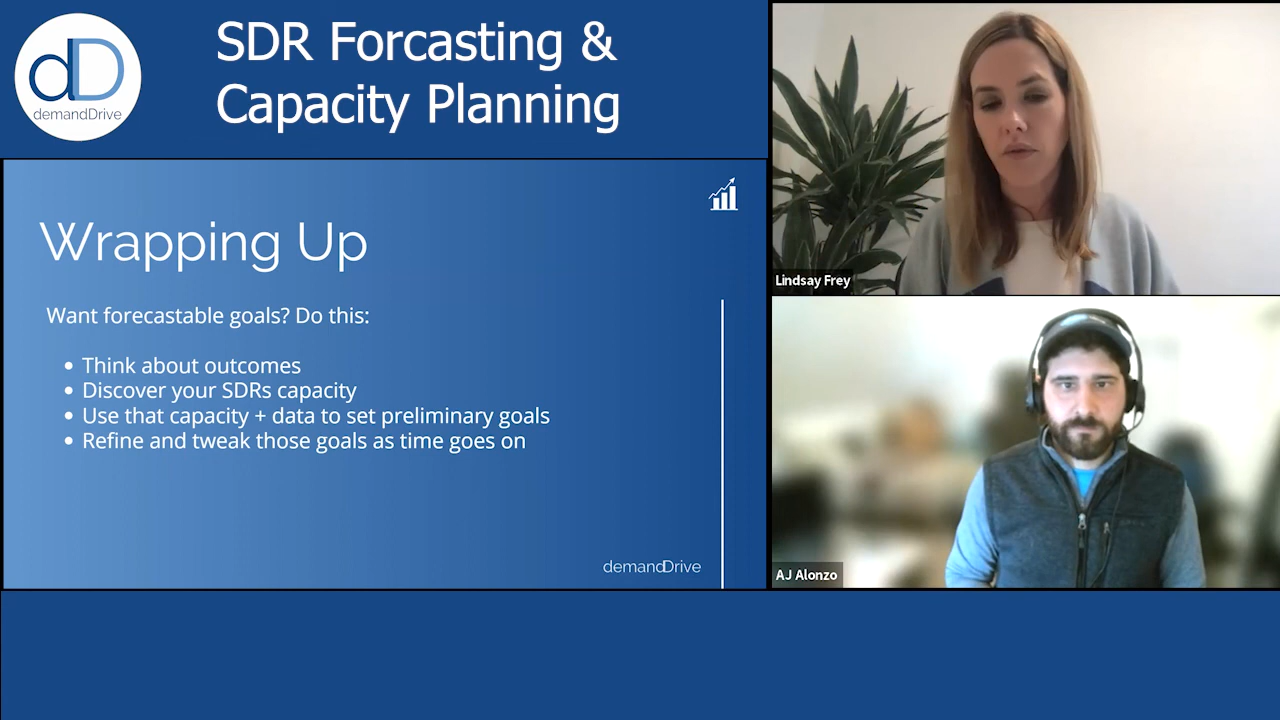 dD
demandDrive
SDR Forcasting &
Capacity Planning
Wrapping Up
Want forecastable goals? Do this:
• Think about outcomes
• Discover your SDRs capacity
• Use that capacity + data to set preliminary goals
• Refine and tweak those goals as time goes on
demandDrive
Lindsay Frey
AJ Alonzo